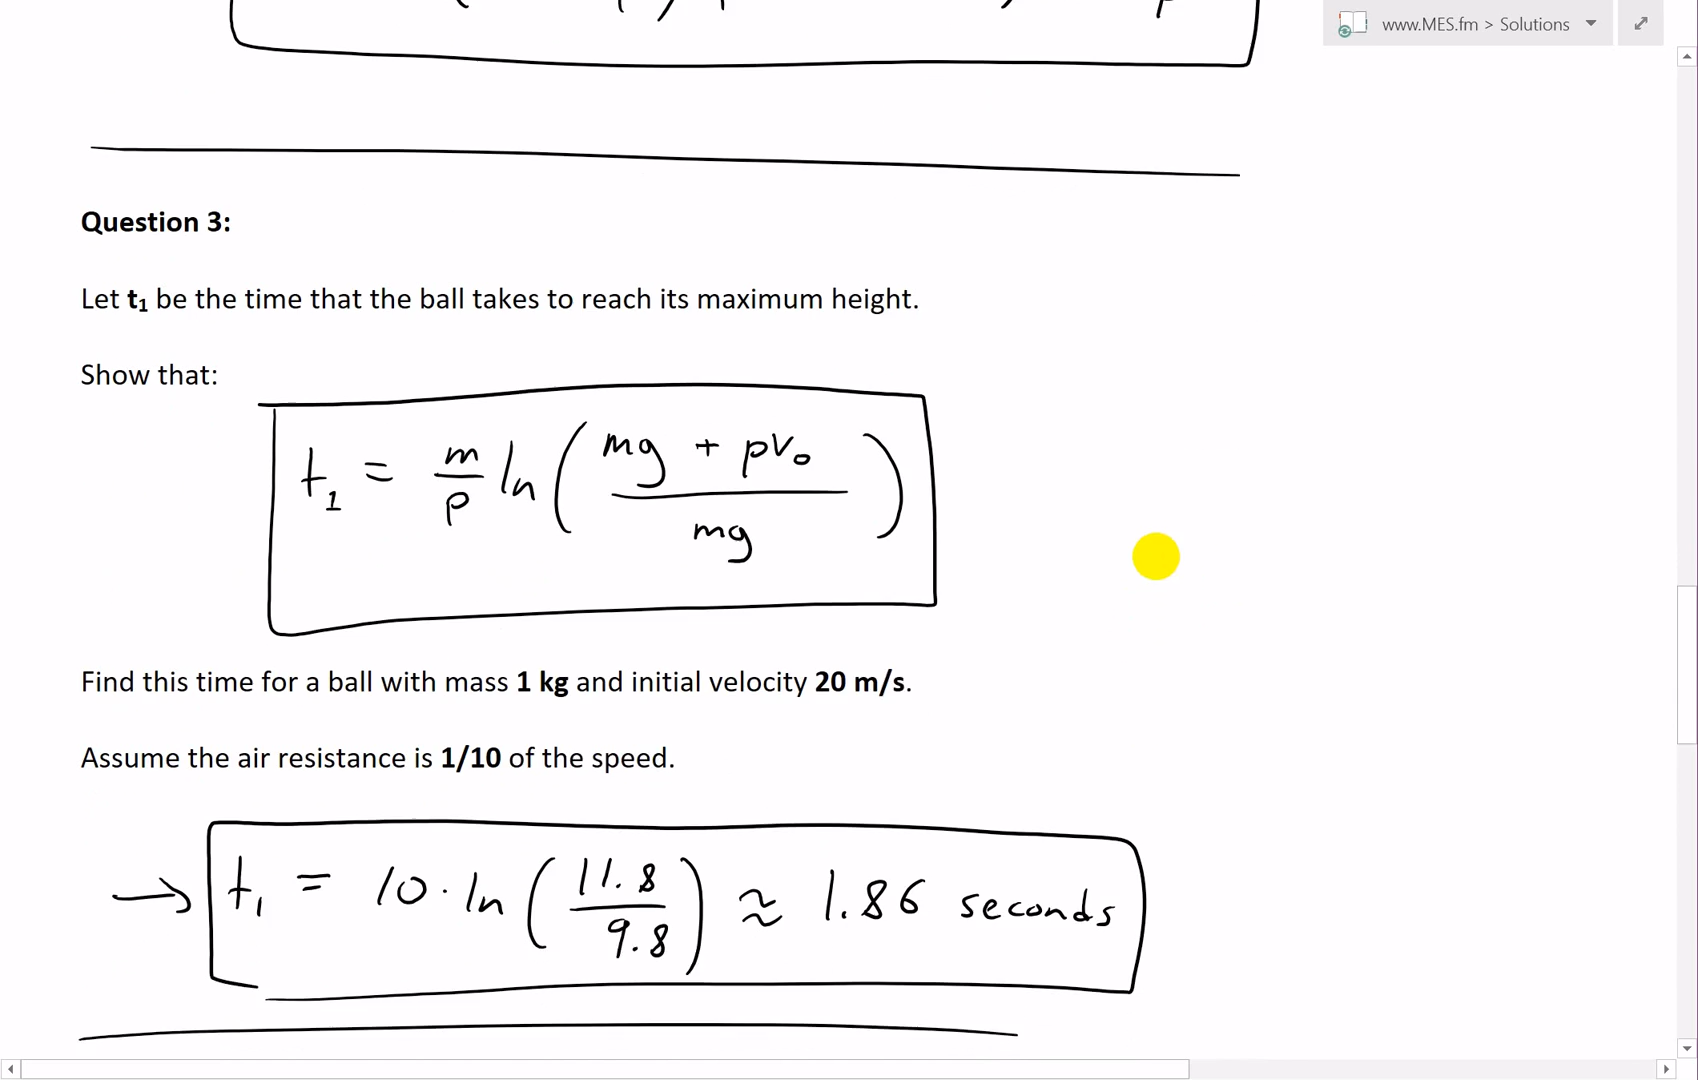 www.MES.fm > Solutions
Question 3:
Let t₁ be the time that the ball takes to reach its maximum height.
Show that:
t₁ = m/p ln( (mg + pv₀) / mg )
Find this time for a ball with mass 1 kg and initial velocity 20 m/s.
Assume the air resistance is 1/10 of the speed.
→ t₁ = 10 · ln( 11.8 / 9.8 ) ≈ 1.86 seconds